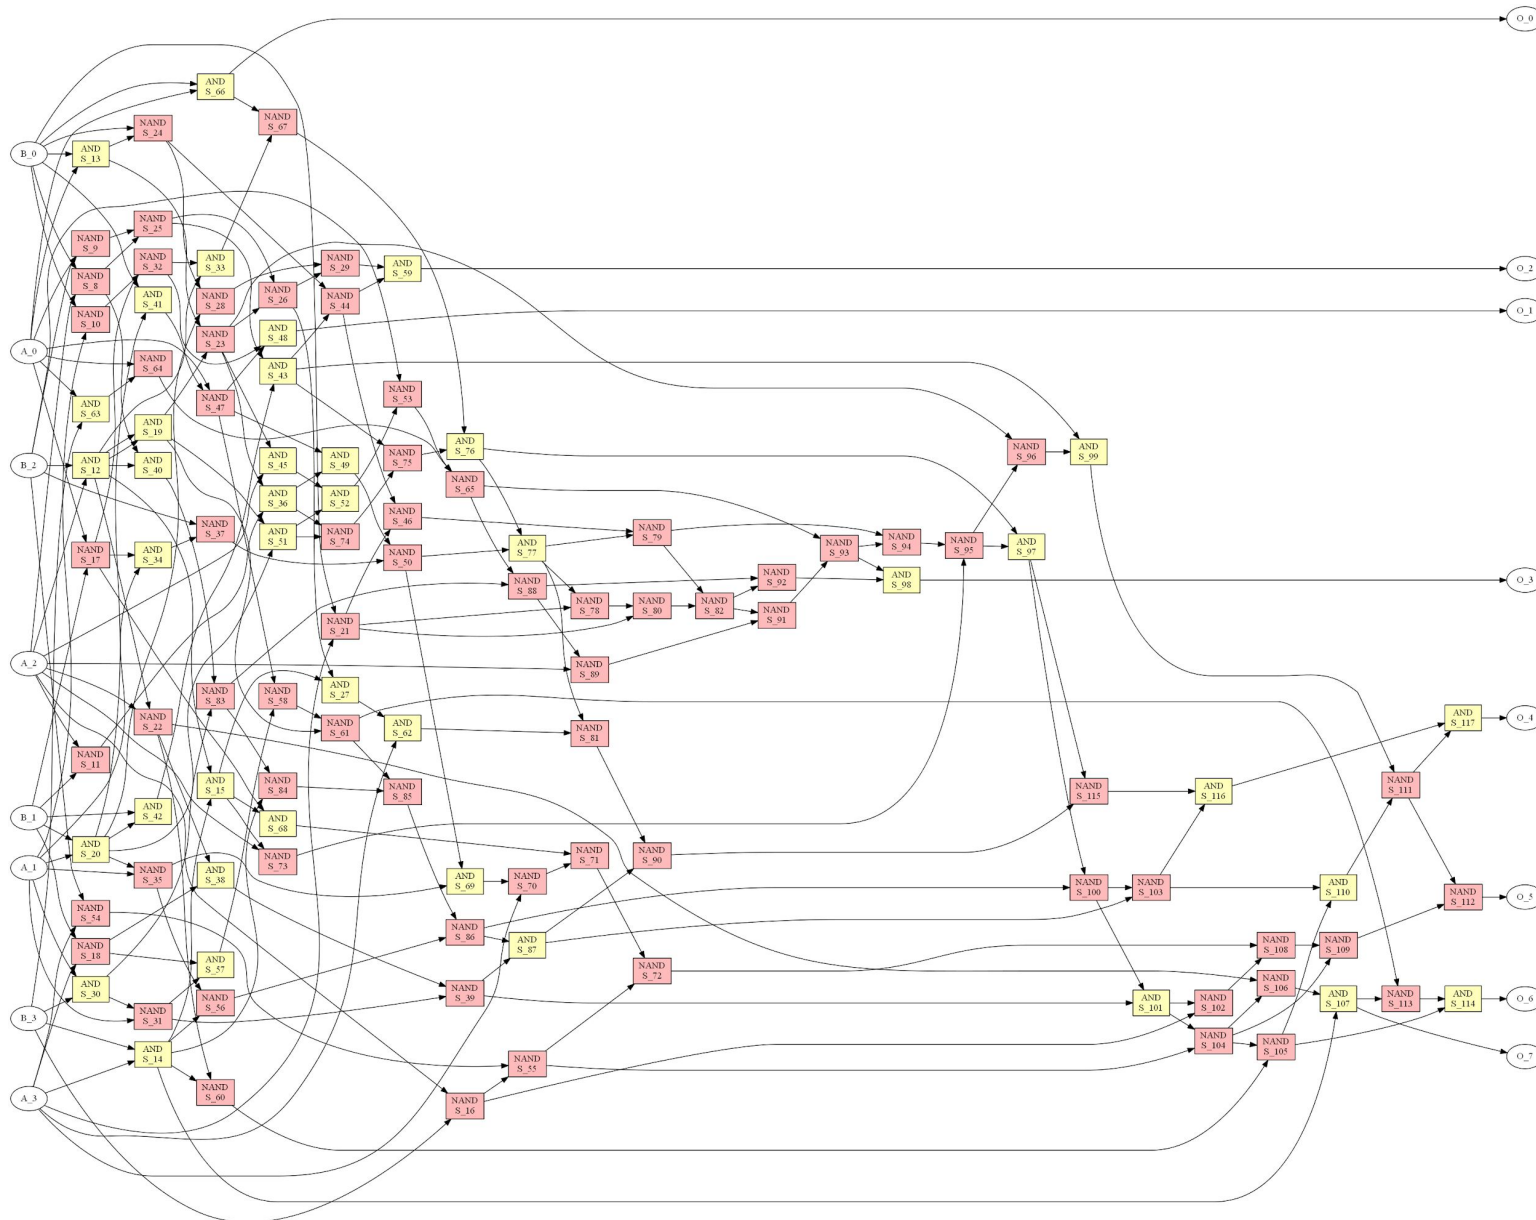 B_0
A_0
B_2
A_2
B_1
A_1
B_3
A_3
NAND
S_9
NAND
S_8
NAND
S_10
AND
S_13
AND
S_63
AND
S_12
NAND
S_17
NAND
S_11
AND
S_20
NAND
S_54
NAND
S_18
AND
S_30
NAND
S_24
NAND
S_25
NAND
S_32
AND
S_41
NAND
S_64
AND
S_19
AND
S_40
AND
S_34
NAND
S_22
AND
S_42
NAND
S_35
NAND
S_31
AND
S_14
AND
S_66
AND
S_33
NAND
S_28
NAND
S_23
NAND
S_47
NAND
S_37
NAND
S_83
AND
S_15
AND
S_38
AND
S_57
NAND
S_56
NAND
S_60
NAND
S_67
NAND
S_26
AND
S_48
AND
S_43
AND
S_45
AND
S_36
AND
S_51
NAND
S_58
NAND
S_84
AND
S_68
NAND
S_73
NAND
S_29
NAND
S_44
AND
S_49
AND
S_52
NAND
S_74
NAND
S_21
AND
S_27
NAND
S_61
AND
S_59
NAND
S_53
NAND
S_75
NAND
S_46
NAND
S_50
AND
S_62
NAND
S_85
AND
S_76
NAND
S_65
AND
S_69
NAND
S_86
NAND
S_39
NAND
S_16
AND
S_77
NAND
S_88
NAND
S_70
AND
S_87
NAND
S_55
NAND
S_78
NAND
S_89
NAND
S_81
NAND
S_71
NAND
S_79
NAND
S_80
NAND
S_90
NAND
S_72
NAND
S_82
NAND
S_92
NAND
S_91
NAND
S_93
NAND
S_94
AND
S_98
NAND
S_95
NAND
S_96
AND
S_97
AND
S_99
NAND
S_115
NAND
S_100
NAND
S_103
AND
S_101
AND
S_116
NAND
S_102
NAND
S_104
NAND
S_108
NAND
S_106
NAND
S_105
AND
S_110
NAND
S_109
AND
S_107
NAND
S_111
NAND
S_113
AND
S_117
NAND
S_112
AND
S_114
O_0
O_2
O_1
O_3
O_4
O_5
O_6
O_7